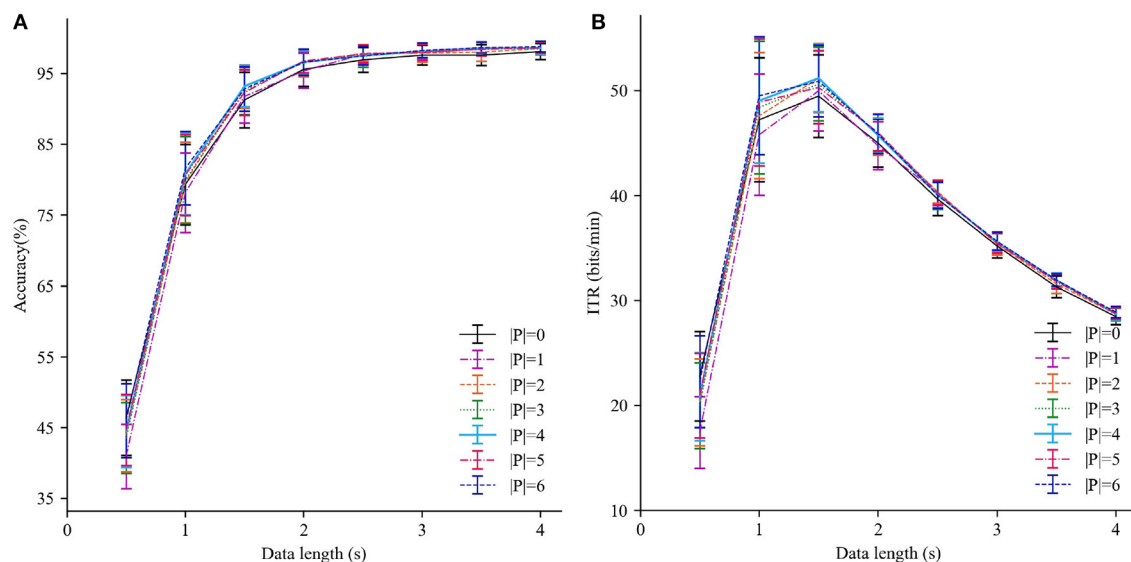 A
Accuracy(%)
95
85
75
65
55
45
35
0
1
2
3
4
Data length (s)
|P|=0
|P|=1
|P|=2
|P|=3
|P|=4
|P|=5
|P|=6
B
ITR (bits/min)
50
40
30
20
10
0
1
2
3
4
Data length (s)
|P|=0
|P|=1
|P|=2
|P|=3
|P|=4
|P|=5
|P|=6